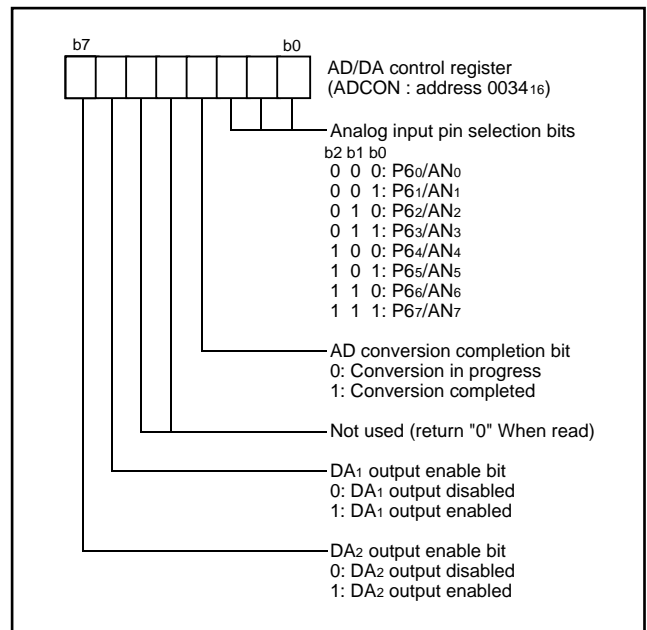 b7 b0
AD/DA control register
(ADCON : address 003416)
Analog input pin selection bits
b2 b1 b0
0 0 0: P60/AN0
0 0 1: P61/AN1
0 1 0: P62/AN2
0 1 1: P63/AN3
1 0 0: P64/AN4
1 0 1: P65/AN5
1 1 0: P66/AN6
1 1 1: P67/AN7
AD conversion completion bit
0: Conversion in progress
1: Conversion completed
Not used (return "0" When read)
DA1 output enable bit
0: DA1 output disabled
1: DA1 output enabled
DA2 output enable bit
0: DA2 output disabled
1: DA2 output enabled